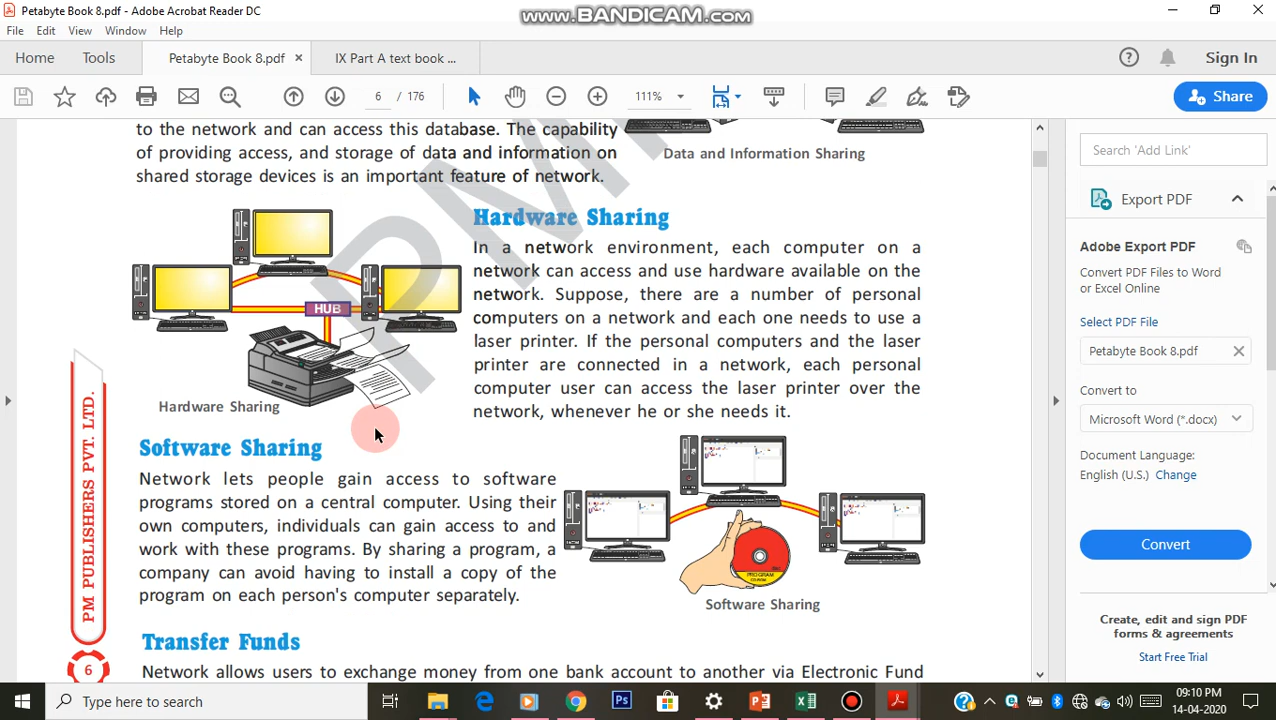 Petabyte Book 8.pdf - Adobe Acrobat Reader DC
www.BANDICAM.com
File Edit View Window Help
Home Tools Petabyte Book 8.pdf × IX Part A text book ... Sign In
6 / 176 111% Share
to the network and can access this database. The capability
of providing access, and storage of data and information on
shared storage devices is an important feature of network.
Data and Information Sharing
HUB
Hardware Sharing
Hardware Sharing
In a network environment, each computer on a
network can access and use hardware available on the
network. Suppose, there are a number of personal
computers on a network and each one needs to use a
laser printer. If the personal computers and the laser
printer are connected in a network, each personal
computer user can access the laser printer over the
network, whenever he or she needs it.
Software Sharing
Network lets people gain access to software
programs stored on a central computer. Using their
own computers, individuals can gain access to and
work with these programs. By sharing a program, a
company can avoid having to install a copy of the
program on each person's computer separately.
PROGRAM
Software Sharing
Transfer Funds
Network allows users to exchange money from one bank account to another via Electronic Fund
PM PUBLISHERS PVT. LTD.
6
PM
Search 'Add Link'
Export PDF
Adobe Export PDF
Convert PDF Files to Word
or Excel Online
Select PDF File
Petabyte Book 8.pdf
Convert to
Microsoft Word (*.docx)
Document Language:
English (U.S.) Change
Convert
Create, edit and sign PDF
forms & agreements
Start Free Trial
Type here to search
09:10 PM
14-04-2020